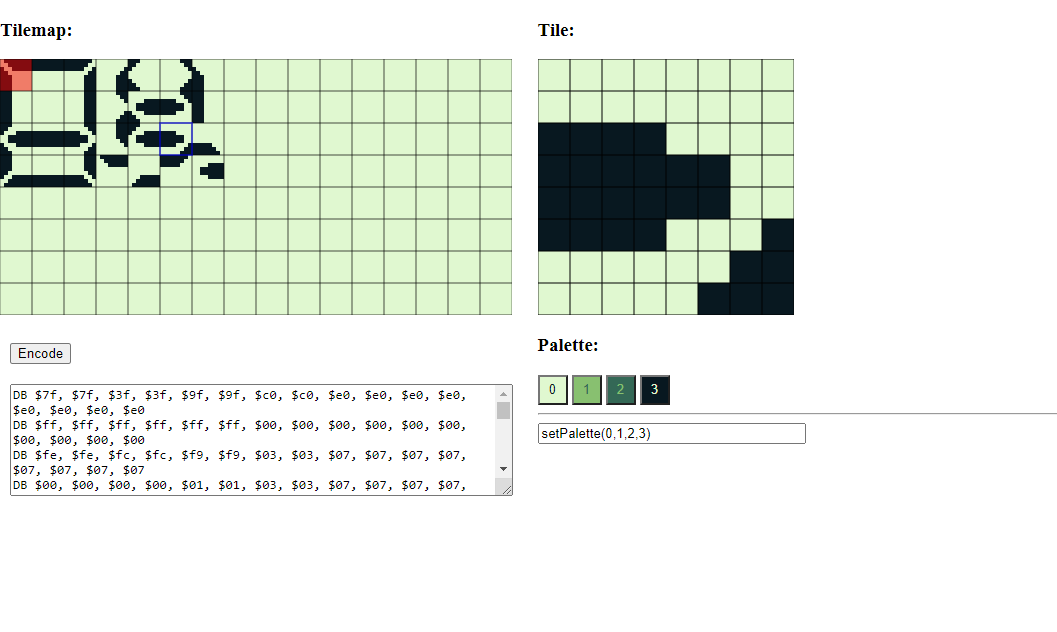 Tilemap:
Tile:
Encode
DB $7f, $7f, $3f, $3f, $9f, $9f, $c0, $c0, $e0, $e0, $e0, $e0,
$e0, $e0, $e0, $e0
DB $ff, $ff, $ff, $ff, $ff, $ff, $00, $00, $00, $00, $00, $00,
$00, $00, $00, $00
DB $fe, $fe, $fc, $fc, $f9, $f9, $03, $03, $07, $07, $07, $07,
$07, $07, $07, $07
DB $00, $00, $00, $00, $01, $01, $03, $03, $07, $07, $07, $07,
Palette:
0 1 2 3
setPalette(0,1,2,3)